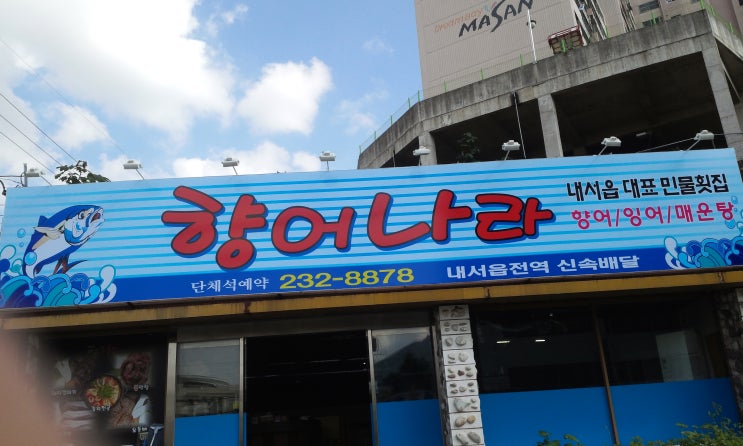 MASAN
내서읍 대표 민물횟집
향어나라
향어/잉어/매운탕
단체석예약 232-8878 내서읍전역 신속배달